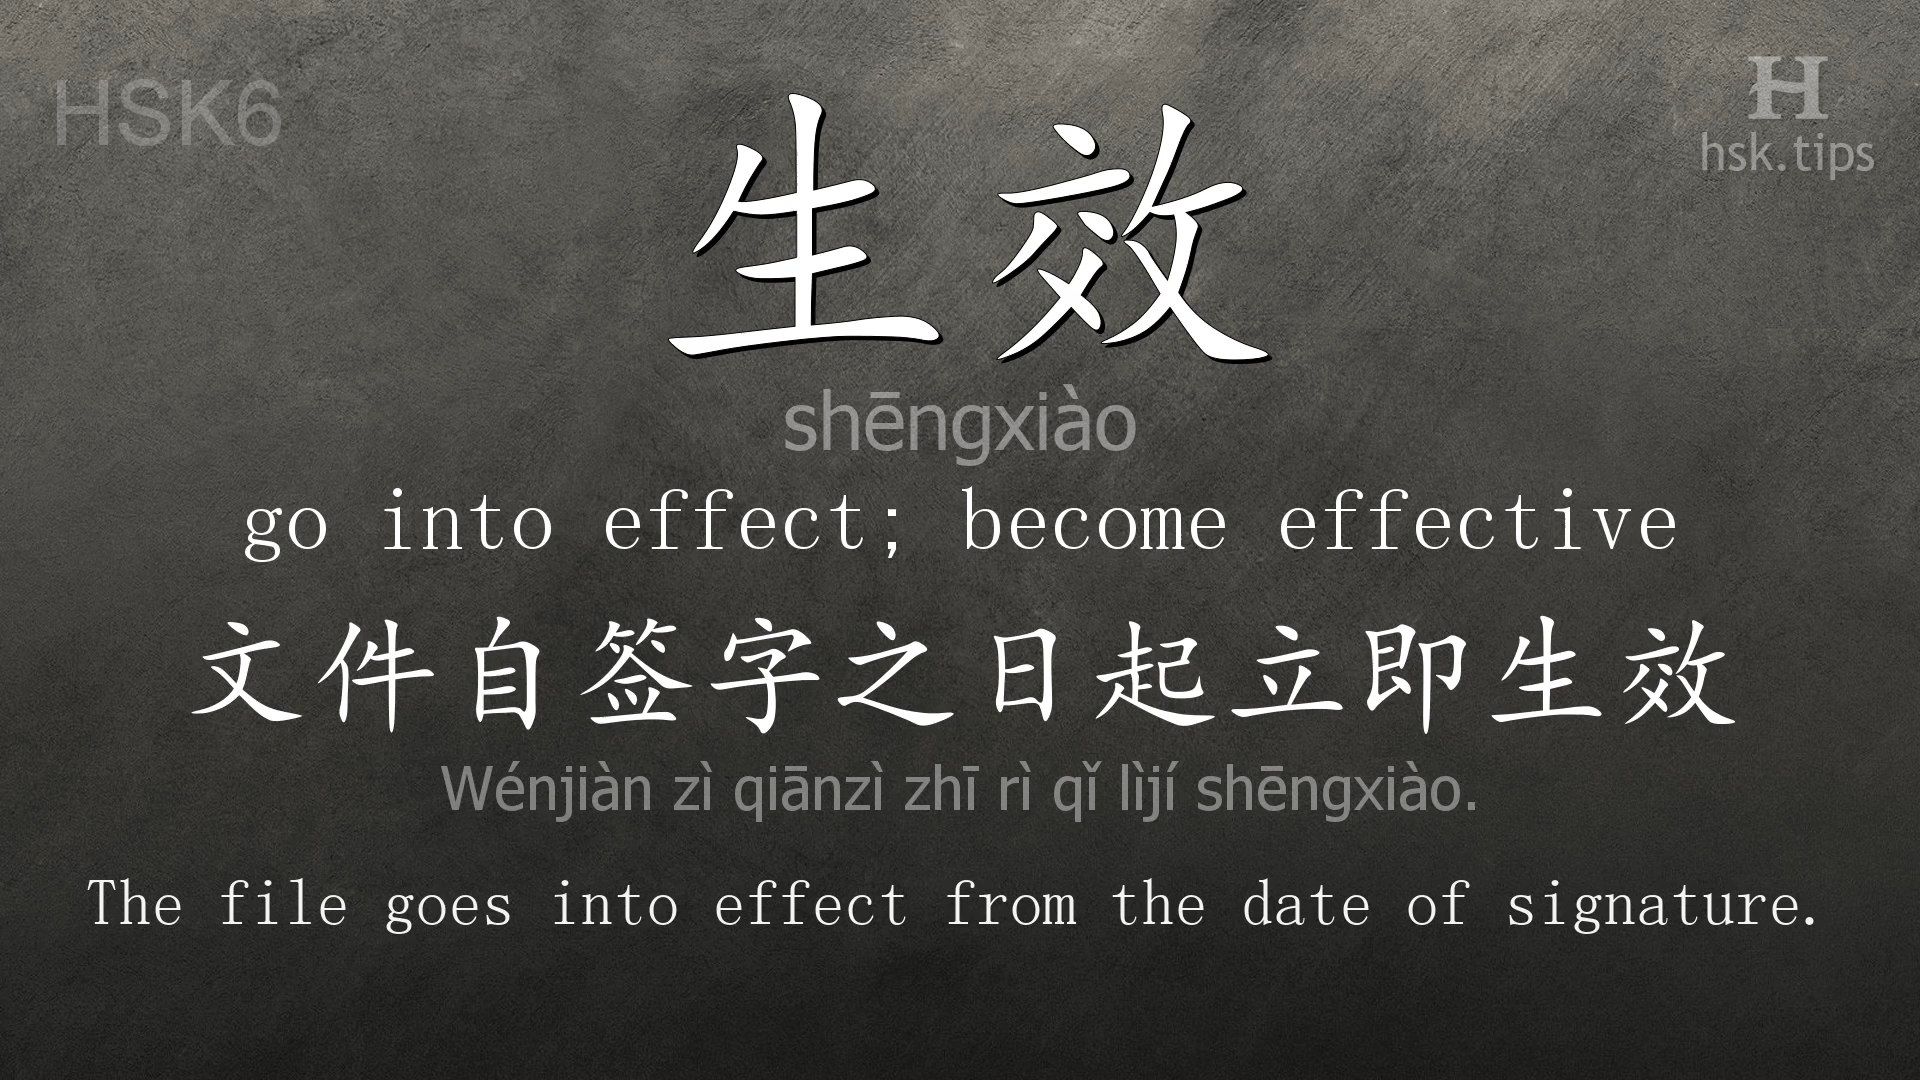 HSK6
H
hsk.tips
生效
shēngxiào
go into effect; become effective
文件自签字之日起立即生效
Wénjiàn zì qiānzì zhī rì qǐ lìjí shēngxiào.
The file goes into effect from the date of signature.